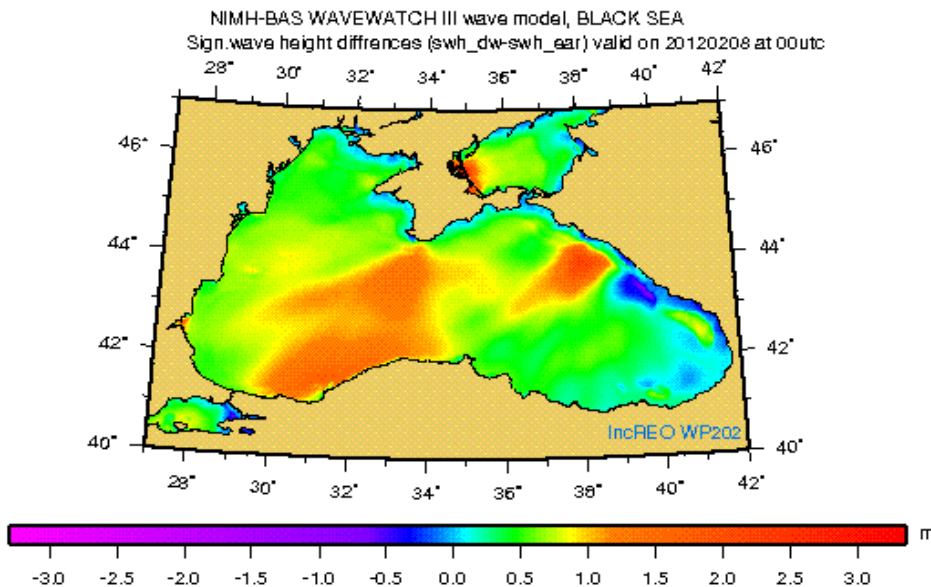 NIMH-BAS WAVEWATCH III wave model, BLACK SEA
Sign.wave height diffrences (swh_dw-swh_ear) valid on 20120208 at 00utc
28° 30° 32° 34° 36° 38° 40° 42°
46° 46°
44° 44°
42° 42°
IncREO WP202
40° 40°
28° 30° 32° 34° 36° 38° 40° 42°
m
-3.0 -2.5 -2.0 -1.5 -1.0 -0.5 0.0 0.5 1.0 1.5 2.0 2.5 3.0